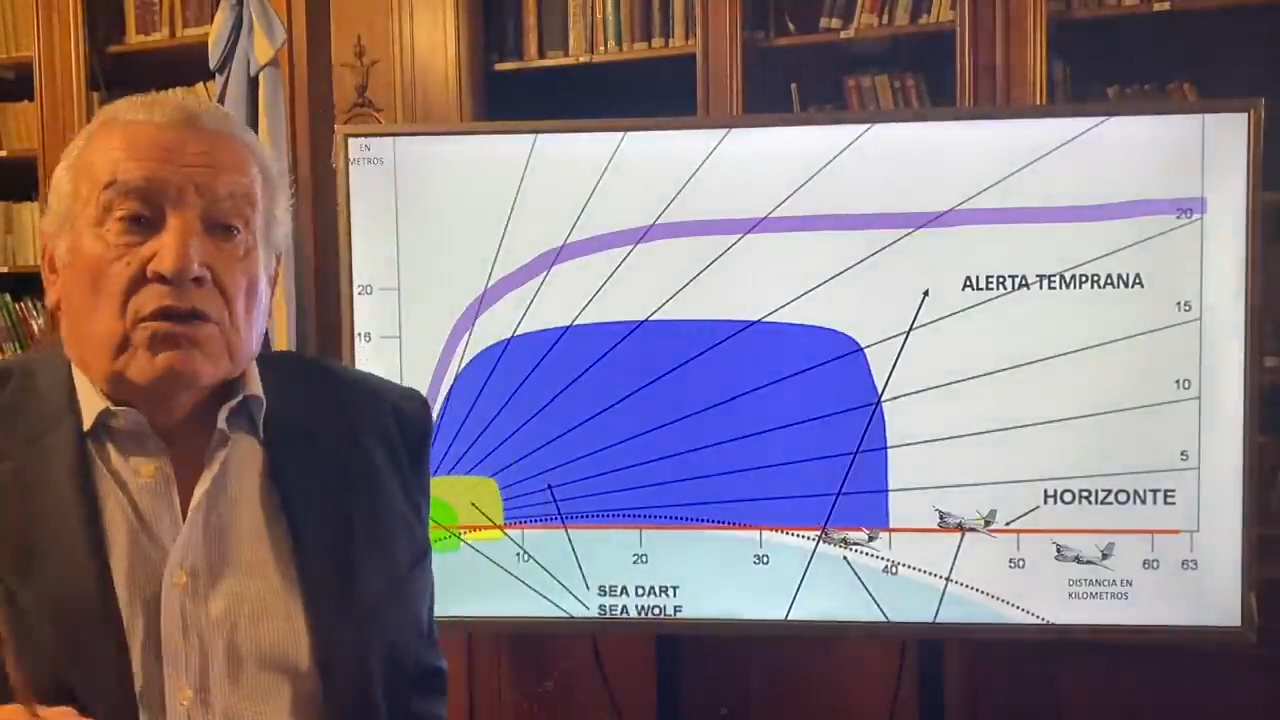 EN
METROS
20
16
20
15
10
5
ALERTA TEMPRANA
HORIZONTE
10
20
30
40
50
60
63
DISTANCIA EN
KILOMETROS
SEA DART
SEA WOLF